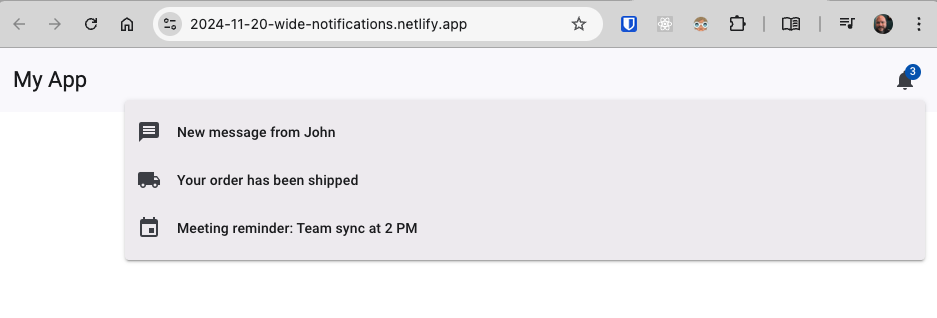 2024-11-20-wide-notifications.netlify.app
My App
3
New message from John
Your order has been shipped
Meeting reminder: Team sync at 2 PM